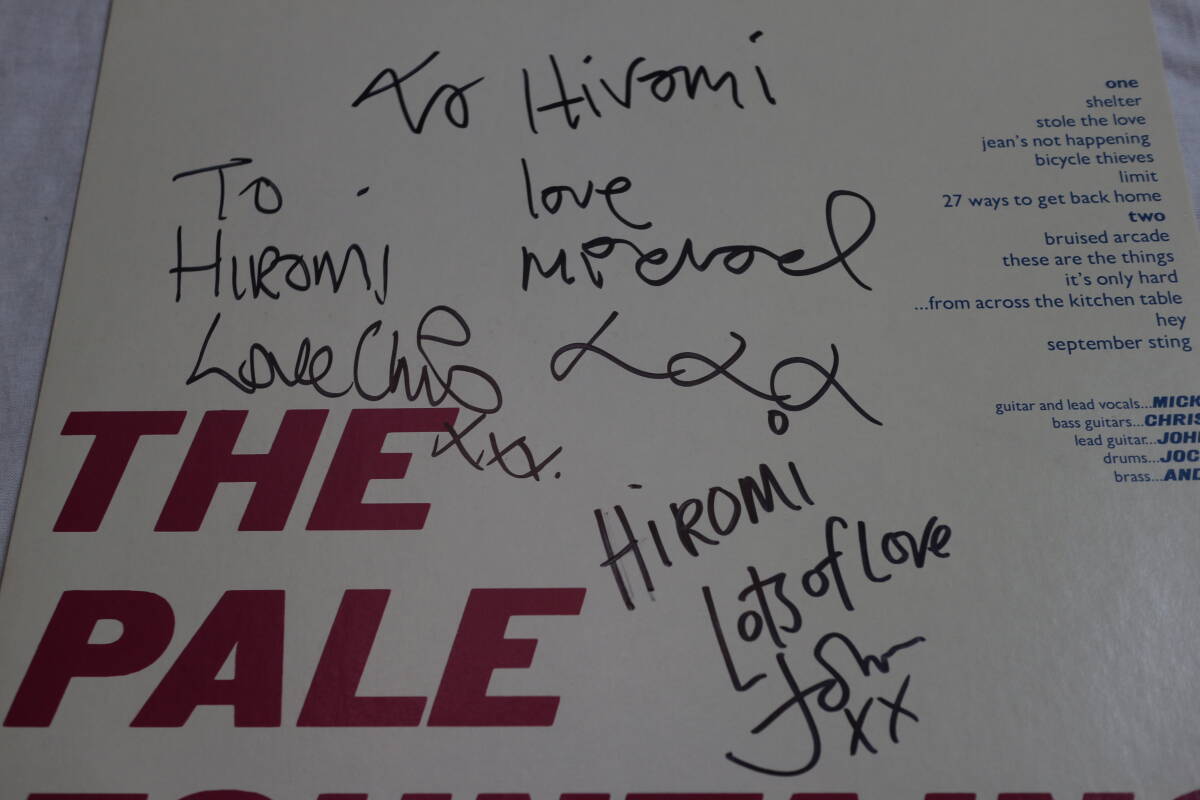 to Hiromi
love
Michael
xxx
To
HIROMI
Love Chris
xxx.
HIROMI
Lots of Love
John
xx
THE
PALE
one
shelter
stole the love
jean's not happening
bicycle thieves
limit
27 ways to get back home
two
bruised arcade
these are the things
it's only hard
...from across the kitchen table
hey
september sting
guitar and lead vocals...MICK
bass guitars...CHRIS
lead guitar...JOH
drums...JOC
brass...AND